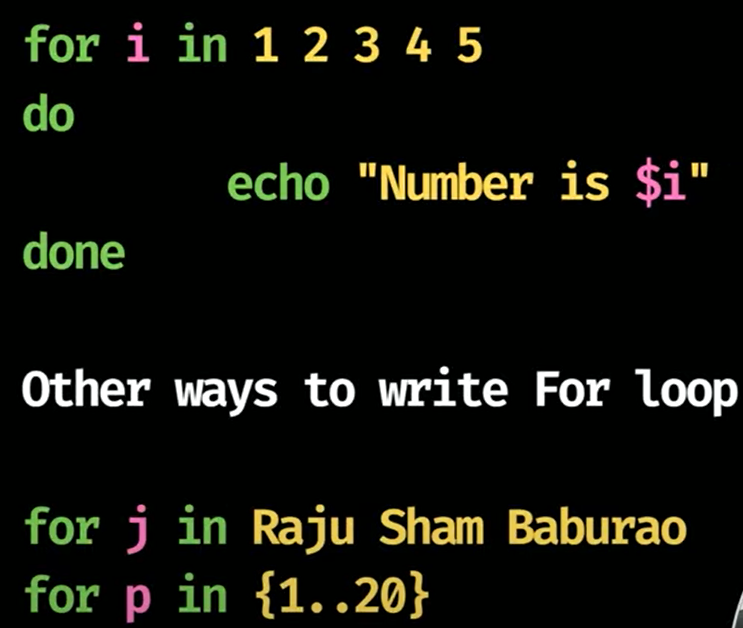 for i in 1 2 3 4 5
do
echo "Number is $i"
done
Other ways to write For loop
for j in Raju Sham Baburao
for p in {1..20}